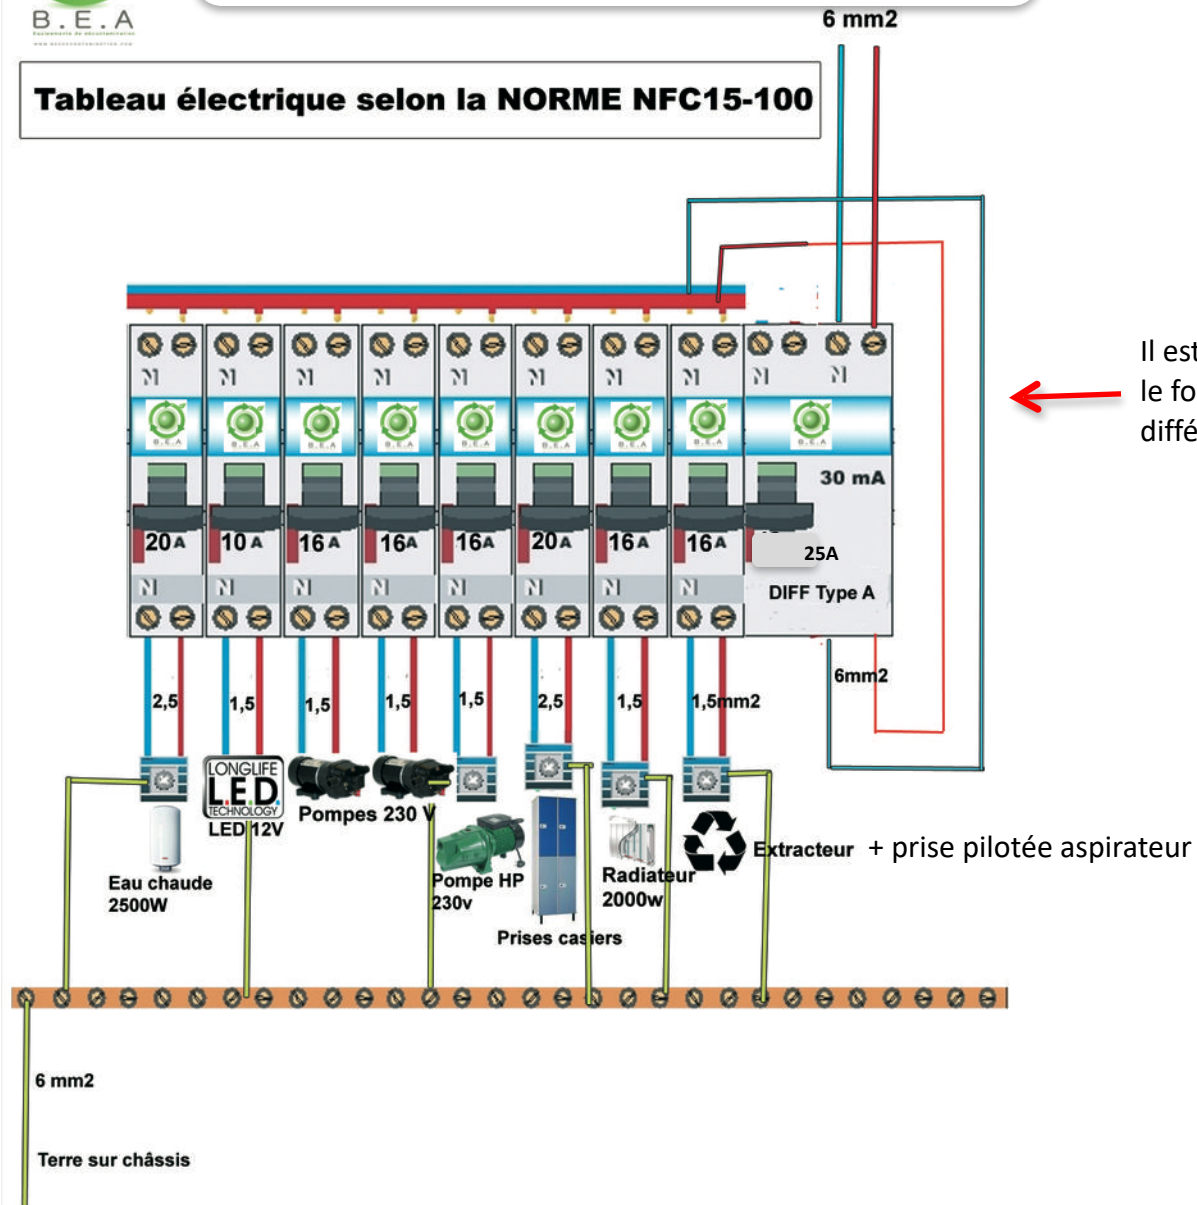 B.E.A
6 mm2
Tableau électrique selon la NORME NFC15-100
Il est
le fo
diffé
N N N N N N N N N N
B.E.A B.E.A B.E.A B.E.A B.E.A B.E.A B.E.A B.E.A B.E.A
30 mA
20A 10 A 16A 16A 16A 20A 16A 16A
25A
DIFF Type A
N N N N N N N N
2,5 1,5 1,5 1,5 1,5 2,5 1,5 1,5mm2
6mm2
LONGLIFE
L.E.D.
TECHNOLOGY
LED 12V
Pompes 230 V
Eau chaude
2500W
Pompe HP
230v
Prises casiers
Radiateur
2000w
Extracteur + prise pilotée aspirateur
6 mm2
Terre sur châssis